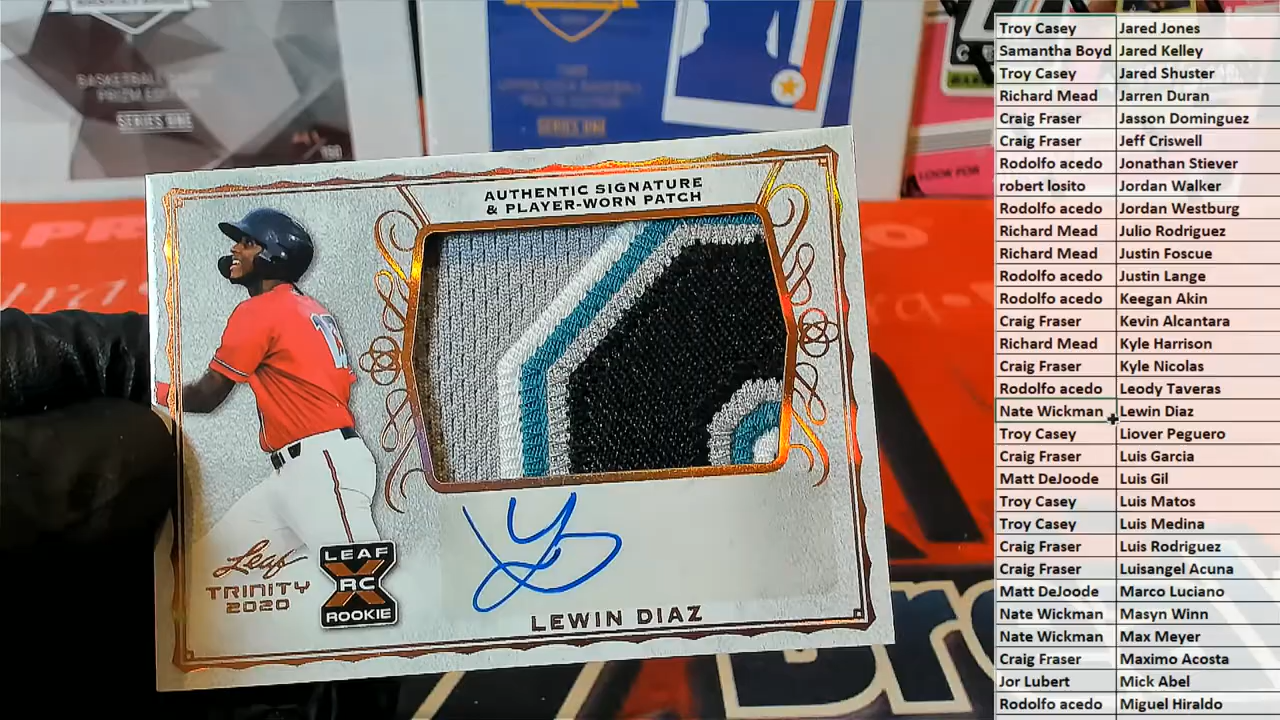 BASKETBALL CARDS
PRIZM EDITION
SERIES ONE
SERIES ONE
LOOK FOR
AUTHENTIC SIGNATURE
& PLAYER-WORN PATCH
Leaf
TRINITY
2020
LEAF
X
RC
ROOKIE
LEWIN DIAZ
Troy Casey Jared Jones
Samantha Boyd Jared Kelley
Troy Casey Jared Shuster
Richard Mead Jarren Duran
Craig Fraser Jasson Dominguez
Craig Fraser Jeff Criswell
Rodolfo acedo Jonathan Stiever
robert losito Jordan Walker
Rodolfo acedo Jordan Westburg
Richard Mead Julio Rodriguez
Richard Mead Justin Foscue
Rodolfo acedo Justin Lange
Rodolfo acedo Keegan Akin
Craig Fraser Kevin Alcantara
Richard Mead Kyle Harrison
Craig Fraser Kyle Nicolas
Rodolfo acedo Leody Taveras
Nate Wickman Lewin Diaz
Troy Casey Liover Peguero
Craig Fraser Luis Garcia
Matt DeJoode Luis Gil
Troy Casey Luis Matos
Troy Casey Luis Medina
Craig Fraser Luis Rodriguez
Craig Fraser Luisangel Acuna
Matt DeJoode Marco Luciano
Nate Wickman Masyn Winn
Nate Wickman Max Meyer
Craig Fraser Maximo Acosta
Jor Lubert Mick Abel
Rodolfo acedo Miguel Hiraldo